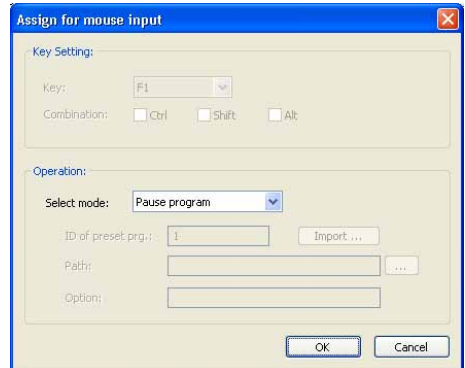 Assign for mouse input
Key Setting:
Key: F1
Combination: Ctrl Shift Alt
Operation:
Select mode: Pause program
ID of preset prg.: 1 Import ...
Path: ...
Option:
OK Cancel